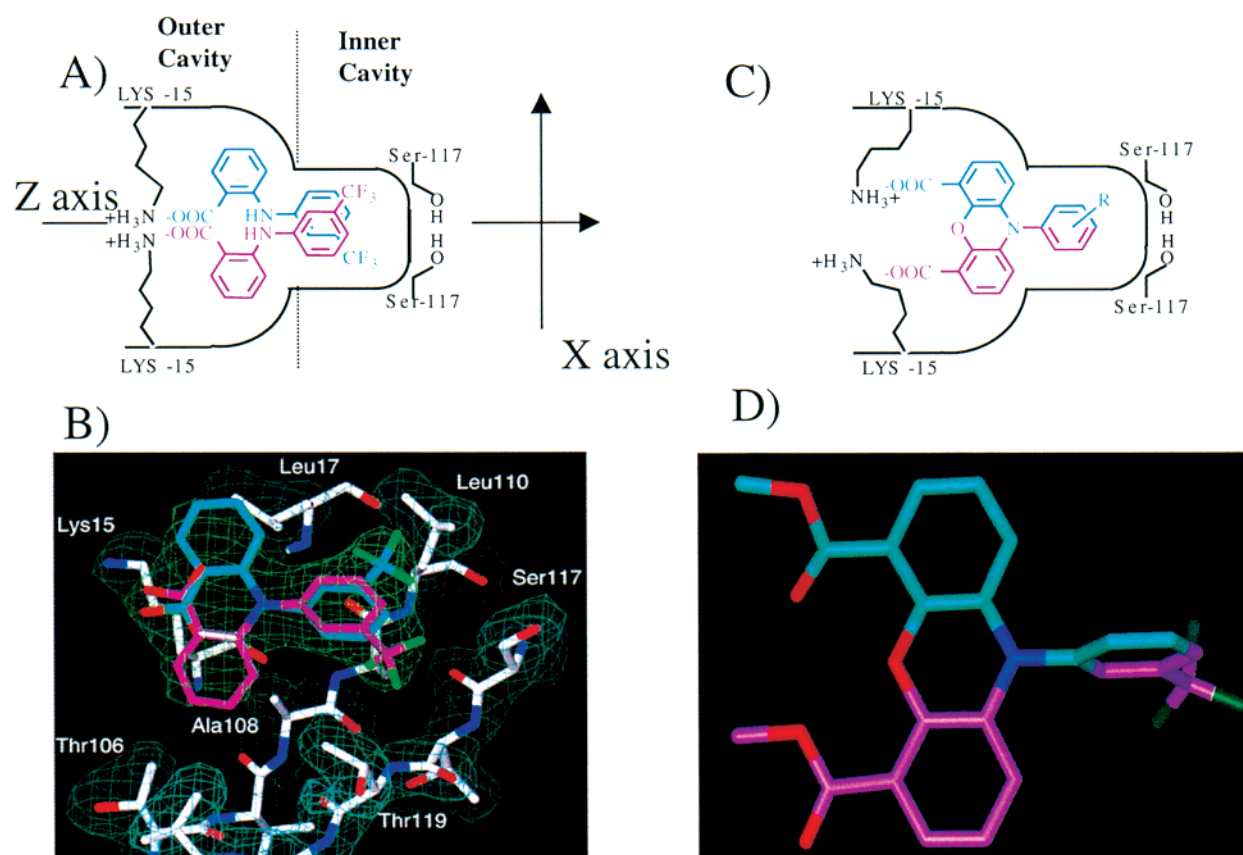 A)
Outer
Cavity
Inner
Cavity
LYS -15
Ser-117
O
H
Z axis
+H3N
-OOC
HN
CF3
+H3N
-OOC
HN
CF3
H
O
Ser-117
LYS -15
X axis
C)
LYS -15
Ser-117
O
H
-OOC
NH3+
R
O
N
+H3N
-OOC
H
O
Ser-117
LYS -15
B)
Leu17
Leu110
Lys15
Ser117
Ala108
Thr106
Thr119
D)